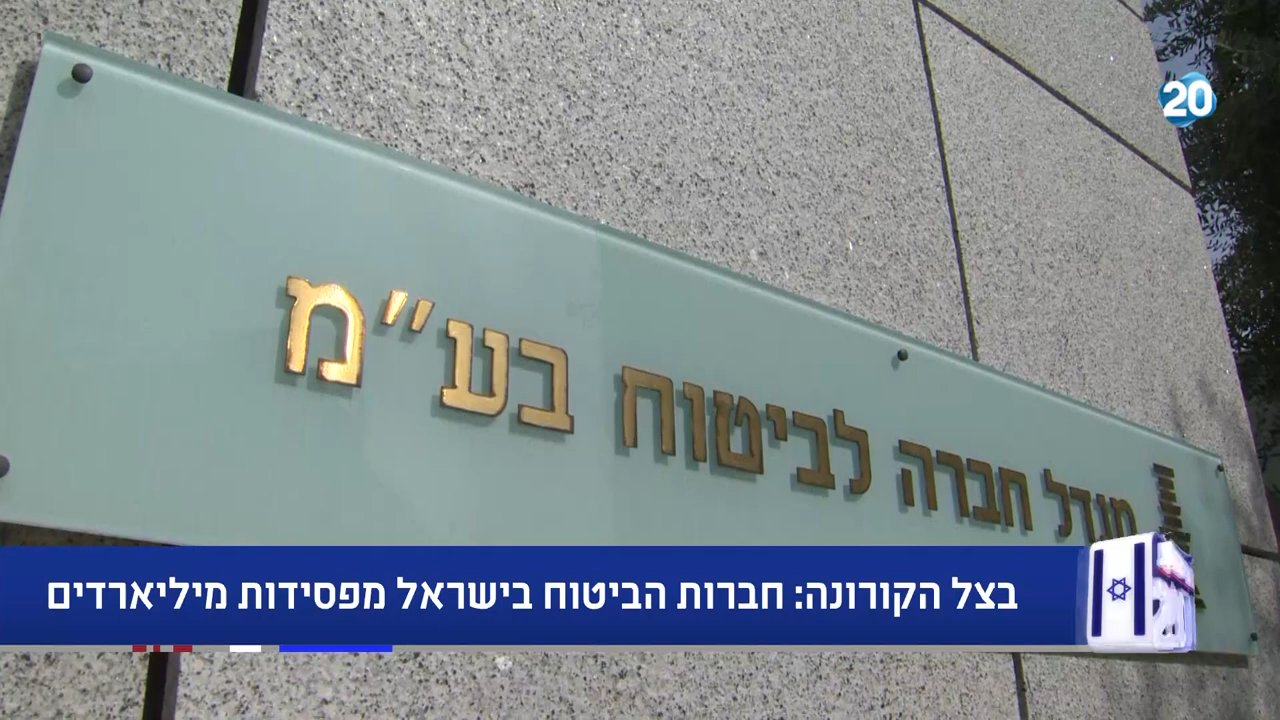 20
מגדל חברה לביטוח בע״מ
בצל הקורונה: חברות הביטוח בישראל מפסידות מיליארדים